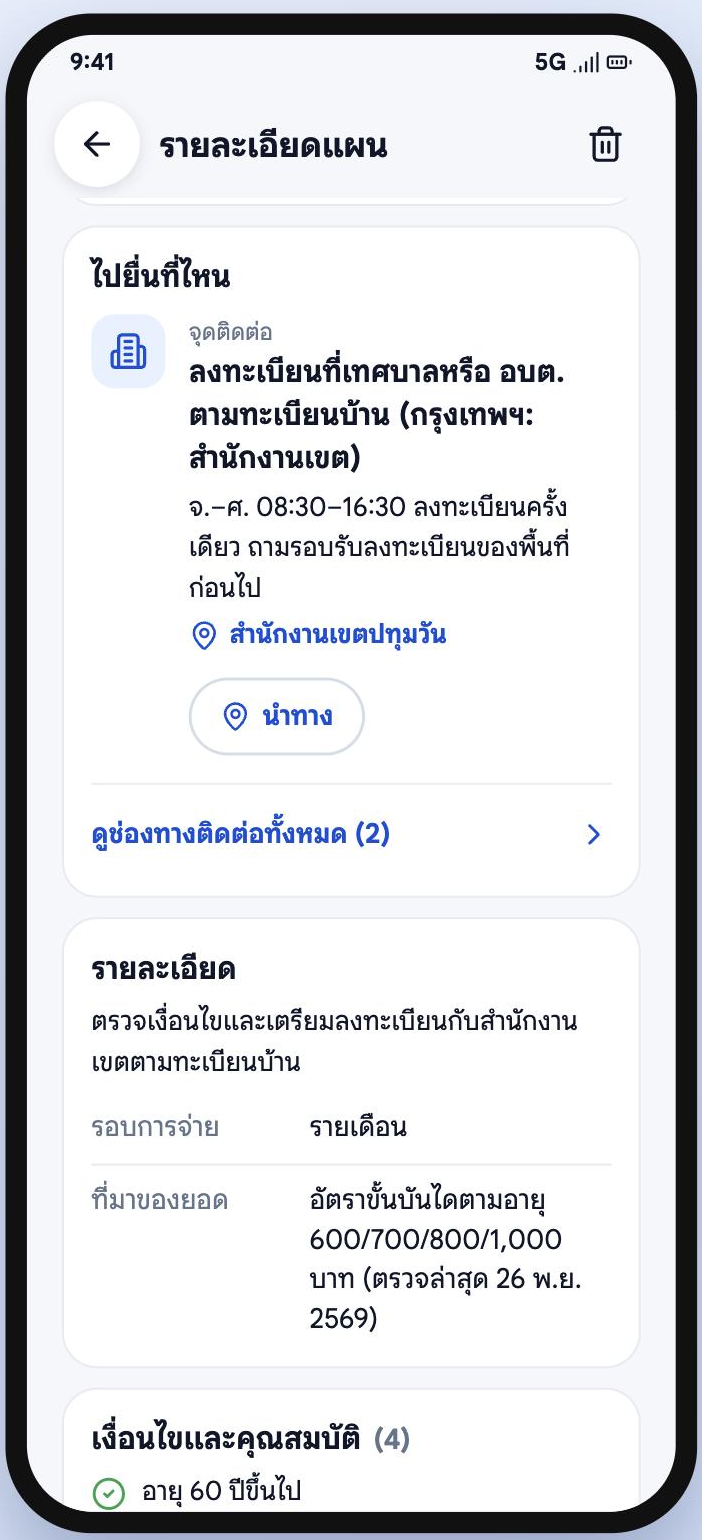 9:41
5G
รายละเอียดแผน
ไปยื่นที่ไหน
จุดติดต่อ
ลงทะเบียนที่เทศบาลหรือ อบต.
ตามทะเบียนบ้าน (กรุงเทพฯ:
สำนักงานเขต)
จ.–ศ. 08:30–16:30 ลงทะเบียนครั้ง
เดียว ถามรอบรับลงทะเบียนของพื้นที่
ก่อนไป
สำนักงานเขตปทุมวัน
นำทาง
ดูช่องทางติดต่อทั้งหมด (2)
รายละเอียด
ตรวจเงื่อนไขและเตรียมลงทะเบียนกับสำนักงาน
เขตตามทะเบียนบ้าน
รอบการจ่าย รายเดือน
ที่มาของยอด อัตราขั้นบันไดตามอายุ
600/700/800/1,000
บาท (ตรวจล่าสุด 26 พ.ย.
2569)
เงื่อนไขและคุณสมบัติ (4)
อายุ 60 ปีขึ้นไป